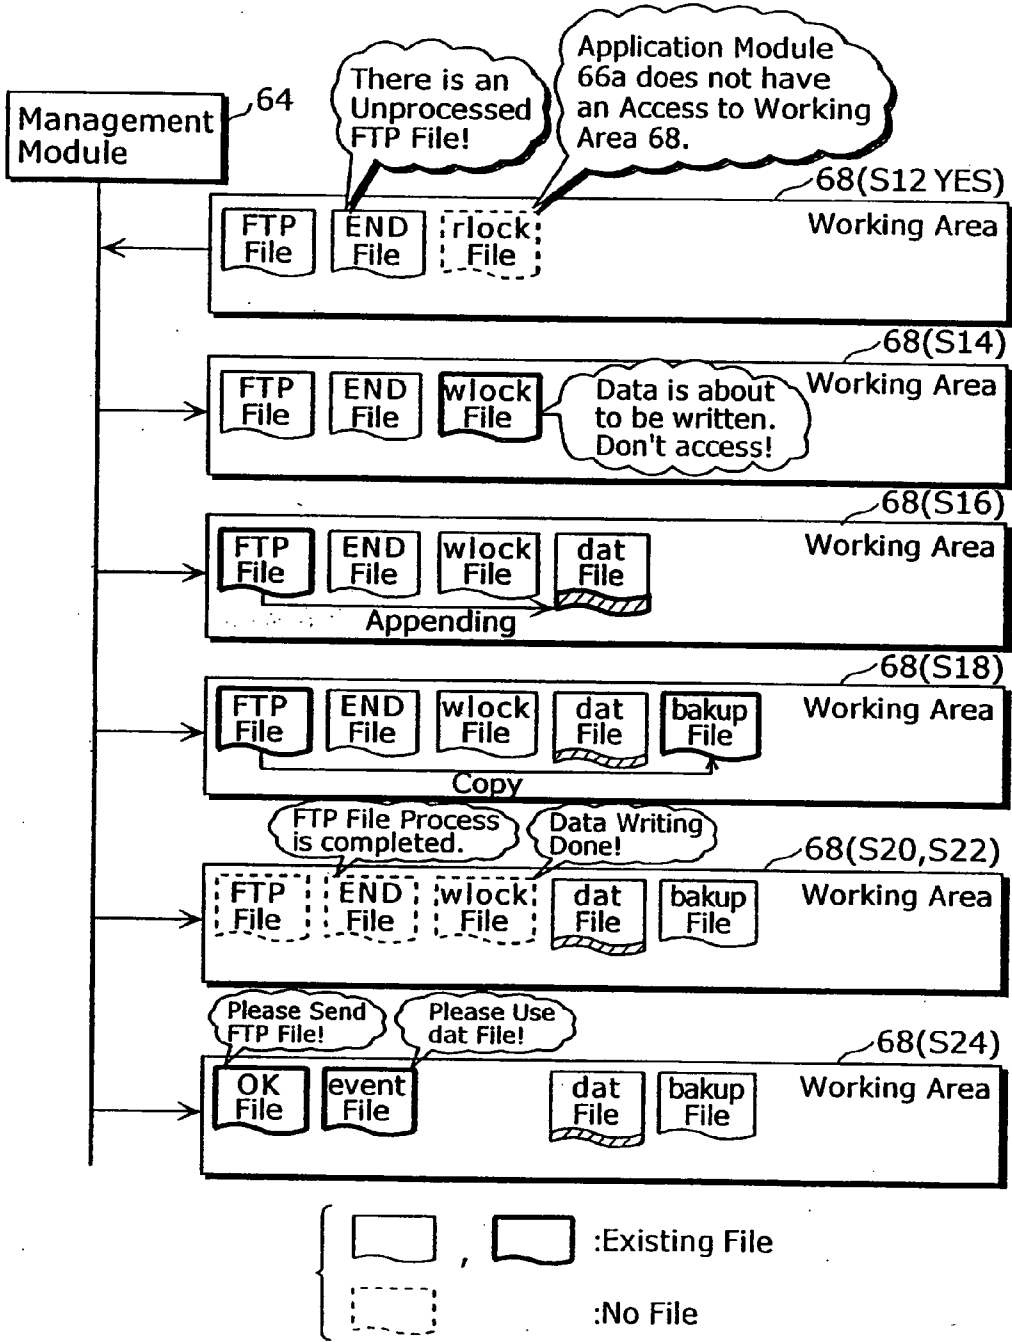 Application Module
66a does not have
an Access to Working
Area 68.
There is an
Unprocessed
FTP File!
64
Management
Module
68(S12 YES)
FTP File
END File
rlock File
Working Area
68(S14)
FTP File
END File
wlock File
Data is about
to be written.
Don't access!
Working Area
68(S16)
FTP File
END File
wlock File
dat File
Working Area
Appending
68(S18)
FTP File
END File
wlock File
dat File
bakup File
Working Area
Copy
FTP File Process
is completed.
Data Writing
Done!
68(S20,S22)
FTP File
END File
wlock File
dat File
bakup File
Working Area
Please Send
FTP File!
Please Use
dat File!
68(S24)
OK File
event File
dat File
bakup File
Working Area
, :Existing File
:No File